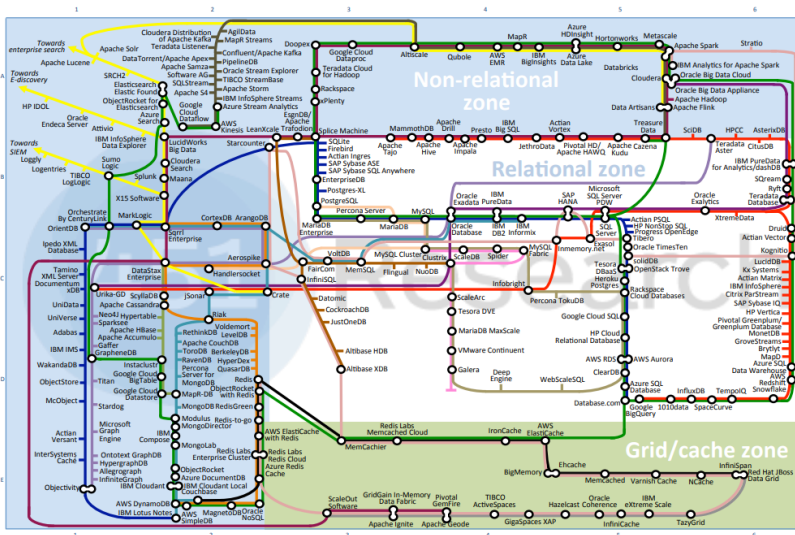 1 2 3 4 5 6
Towards
enterprise search
Towards
E-discovery
Towards
SIEM
Apache Solr
Apache Lucene
SRCH2
Elasticsearch
Elastic Found
ObjectRocket for
Elasticsearch
Azure
Search
HP IDOL
Oracle
Endeca Server
Attivio
IBM InfoSphere
Data Explorer
Loggly
Logentries
Sumo
Logic
TIBCO
LogLogic
Splunk
X15 Software
LucidWorks
Big Data
Cloudera
Search
Maana
Cloudera Distribution
of Apache Kafka
Teradata Listener
DataTorrent/Apache Apex
Apache Samza
Software AG
SQLStream
Apache S4
Google
Cloud
Dataflow
AWS
Kinesis
AgilData
MapR Streams
Confluent/Apache Kafka
PipelineDB
Oracle Stream Explorer
TIBCO StreamBase
Apache Storm
IBM InfoSphere Streams
Azure Stream Analytics
LeanXcale
EsgnDB/
Apache
Trafodion
Starcounter
Doopex
Google Cloud
Dataproc
Teradata Cloud
for Hadoop
Rackspace
xPlenty
Altiscale
Qubole
AWS
EMR
MapR
IBM
BigInsights
Azure
HDInsight
Azure
Data Lake
Hortonworks
Metascale
Databricks
Cloudera
Data Artisans
Treasure
Data
Apache Spark
Stratio
IBM Analytics for Apache Spark
Oracle Big Data Cloud
Oracle Big Data Appliance
Apache Hadoop
Apache Flink
Non-relational
zone
Relational zone
Grid/cache zone
Splice Machine
SQLite
Firebird
Actian Ingres
SAP Sybase ASE
SAP Sybase SQL Anywhere
EnterpriseDB
Postgres-XL
PostgreSQL
Percona Server
MariaDB
Enterprise
MariaDB
MySQL
Apache
Tajo
MammothDB
Apache
Hive
Apache
Drill
Apache
Impala
Presto
IBM
Big SQL
JethroData
Actian
Vortex
Pivotal HD/
Apache HAWQ
Apache
Kudu
Apache Cazena
SciDB
HPCC
AsterixDB
Teradata
Aster
CitusDB
IBM PureData
for Analytics/dashDB
SQream
Ryft
Teradata
Database
XtremeData
Druid
Actian Vector
Kognitio
Oracle
Exadata
Oracle
Database
IBM
PureData
IBM
DB2
IBM
Informix
SAP
HANA
Microsoft
SQL Server
PDW
SQL
Server
Oracle
Exalytics
Actian PSQL
HP NonStop SQL
Progress OpenEdge
Tibero
Oracle TimesTen
solidDB
OpenStack Trove
Exasol
Inmemory.net
Tesora
DBaaS
Heroku
Postgres
Rackspace
Cloud Databases
Google Cloud SQL
HP Cloud
Relational Database
AWS RDS
AWS Aurora
ClearDB
Azure SQL
Database
Database.com
Google
BigQuery
1010data
InfluxDB
SpaceCurve
TempoIQ
LucidDB
Kx Systems
Actian Matrix
IBM InfoSphere
Citrix ParStream
HP Vertica
Pivotal Greenplum/
Greenplum Database
MonetDB
GroveStreams
Brytlyt
MapD
Azure SQL
Data Warehouse
AWS
Redshift
Snowflake
Orchestrate
By CenturyLink
OrientDB
MarkLogic
Sqrrl
Enterprise
CortexDB
ArangoDB
Ipedo XML
Database
Tamino
XML Server
Documentum
xDB
UniData
UniVerse
Adabas
IBM IMS
WakandaDB
ObjectStore
McObject
Actian
Versant
InterSystems
Caché
Objectivity
DataStax
Enterprise
Aerospike
Handlersocket
Urika-GD
ScyllaDB
Apache Cassandra
JSonar
Crate
Neo4J
Hypertable
Sparksee
Apache HBase
Apache Accumulo
Gaffer
GrapheneDB
Riak
Voldemort
LevelDB
RethinkDB
Apache CouchDB
ToroDB
BerkeleyDB
RavenDB
HyperDex
Percona
Server for
MongoDB
QuasarDB
Instaclustr
Google Cloud
BigTable
Google Cloud
Datastore
Titan
Stardog
Microsoft
Graph
Engine
Ontotext GraphDB
HypergraphDB
Allegrograph
InfiniteGraph
MapR-DB
MongoDB
Modulus
MongoDirector
IBM
Compose
MongoLab
ObjectRocket
Azure DocumentDB
IBM Cloudant
IBM Cloudant Local
Couchbase
AWS DynamoDB
IBM Lotus Notes
AWS
SimpleDB
MagnetoDB
Oracle
NoSQL
Redis
ObjectRocket
with Redis
RedisGreen
Redis-to-go
AWS ElastiCache
with Redis
Redis Labs
Enterprise Cluster
Redis Labs
Redis Cloud
Azure Redis
Cache
FairCom
InfiniSQL
VoltDB
MemSQL
MySQL Cluster
Flingual
NuoDB
Clustrix
ScaleDB
Spider
MySQL
Fabric
Infobright
Percona TokuDB
ScaleArc
Tesora DVE
MariaDB MaxScale
VMware Continuent
Galera
Deep
Engine
WebScaleSQL
Datomic
CockroachDB
JustOneDB
Altibase HDB
Altibase XDB
MemCachier
Redis Labs
Memcached Cloud
IronCache
AWS
ElastiCache
BigMemory
Ehcache
Memcached
Varnish Cache
NCache
InfiniSpan
Red Hat JBoss
Data Grid
ScaleOut
Software
GridGain In-Memory
Data Fabric
Apache Ignite
Pivotal
GemFire
Apache Geode
TIBCO
ActiveSpaces
GigaSpaces XAP
Hazelcast
Oracle
Coherence
InfiniCache
IBM
eXtreme Scale
TazyGrid